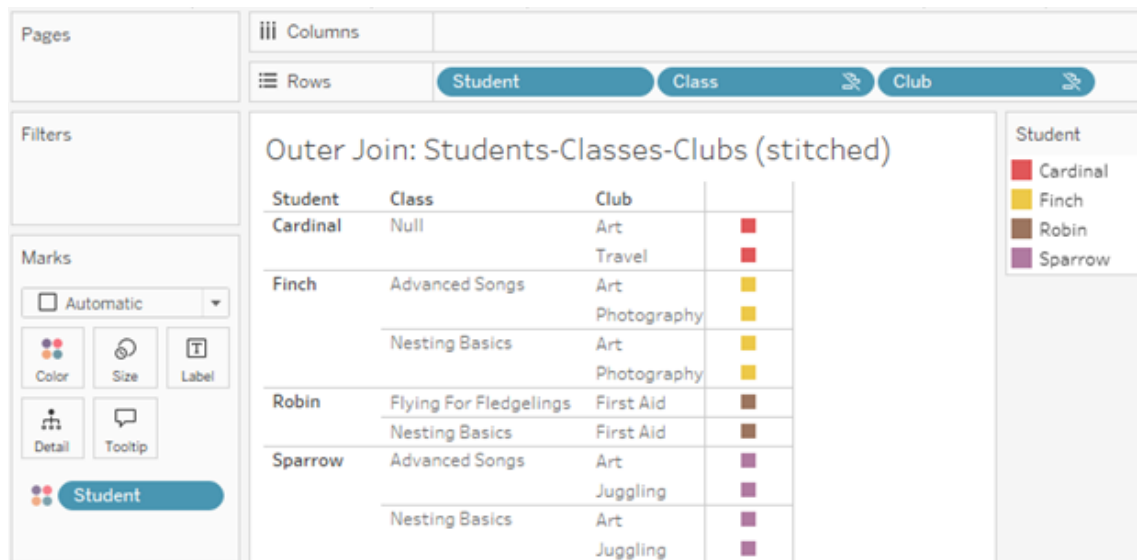 Pages
Columns
Rows
Student Class Club
Filters
Marks
Automatic
Color Size Label
Detail Tooltip
Student
Outer Join: Students-Classes-Clubs (stitched)
Student Class Club
Cardinal Null Art
Travel
Finch Advanced Songs Art
Photography
Nesting Basics Art
Photography
Robin Flying For Fledgelings First Aid
Nesting Basics First Aid
Sparrow Advanced Songs Art
Juggling
Nesting Basics Art
Juggling
Student
Cardinal
Finch
Robin
Sparrow